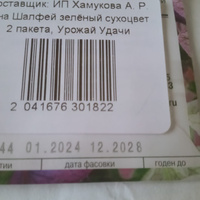 оставщик: ИП Хамукова А. Р
на Шалфей зелёный сухоцвет
2 пакета, Урожай Удачи
2 041676 301822
44 01.2024 12.2028
тии дата фасовки годен до